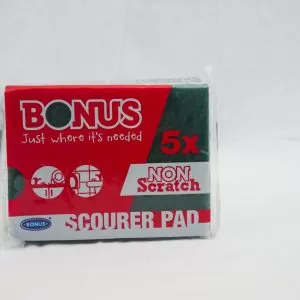 BONUS
Just where it's needed
5x
NON
Scratch
BONUS
SCOURER PAD